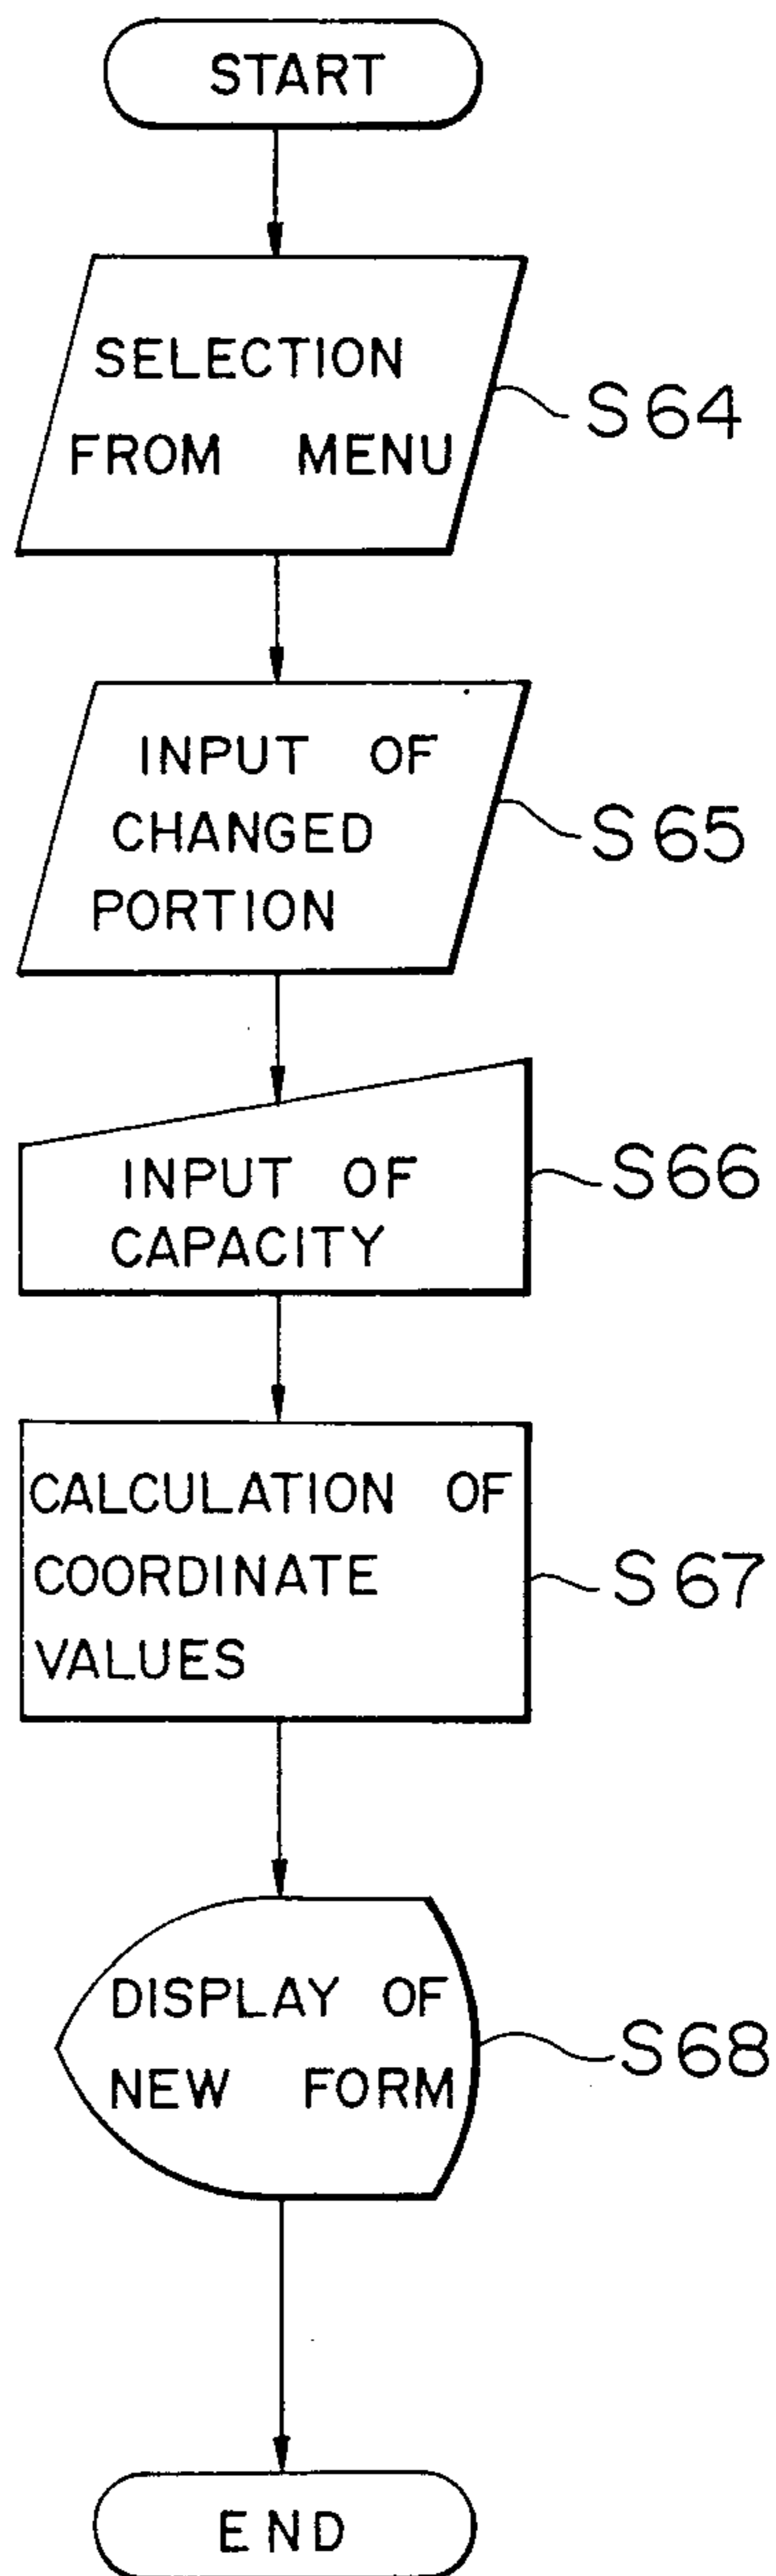 START
SELECTION
FROM MENU
S64
INPUT OF
CHANGED
PORTION
S65
INPUT OF
CAPACITY
S66
CALCULATION OF
COORDINATE
VALUES
S67
DISPLAY OF
NEW FORM
S68
END